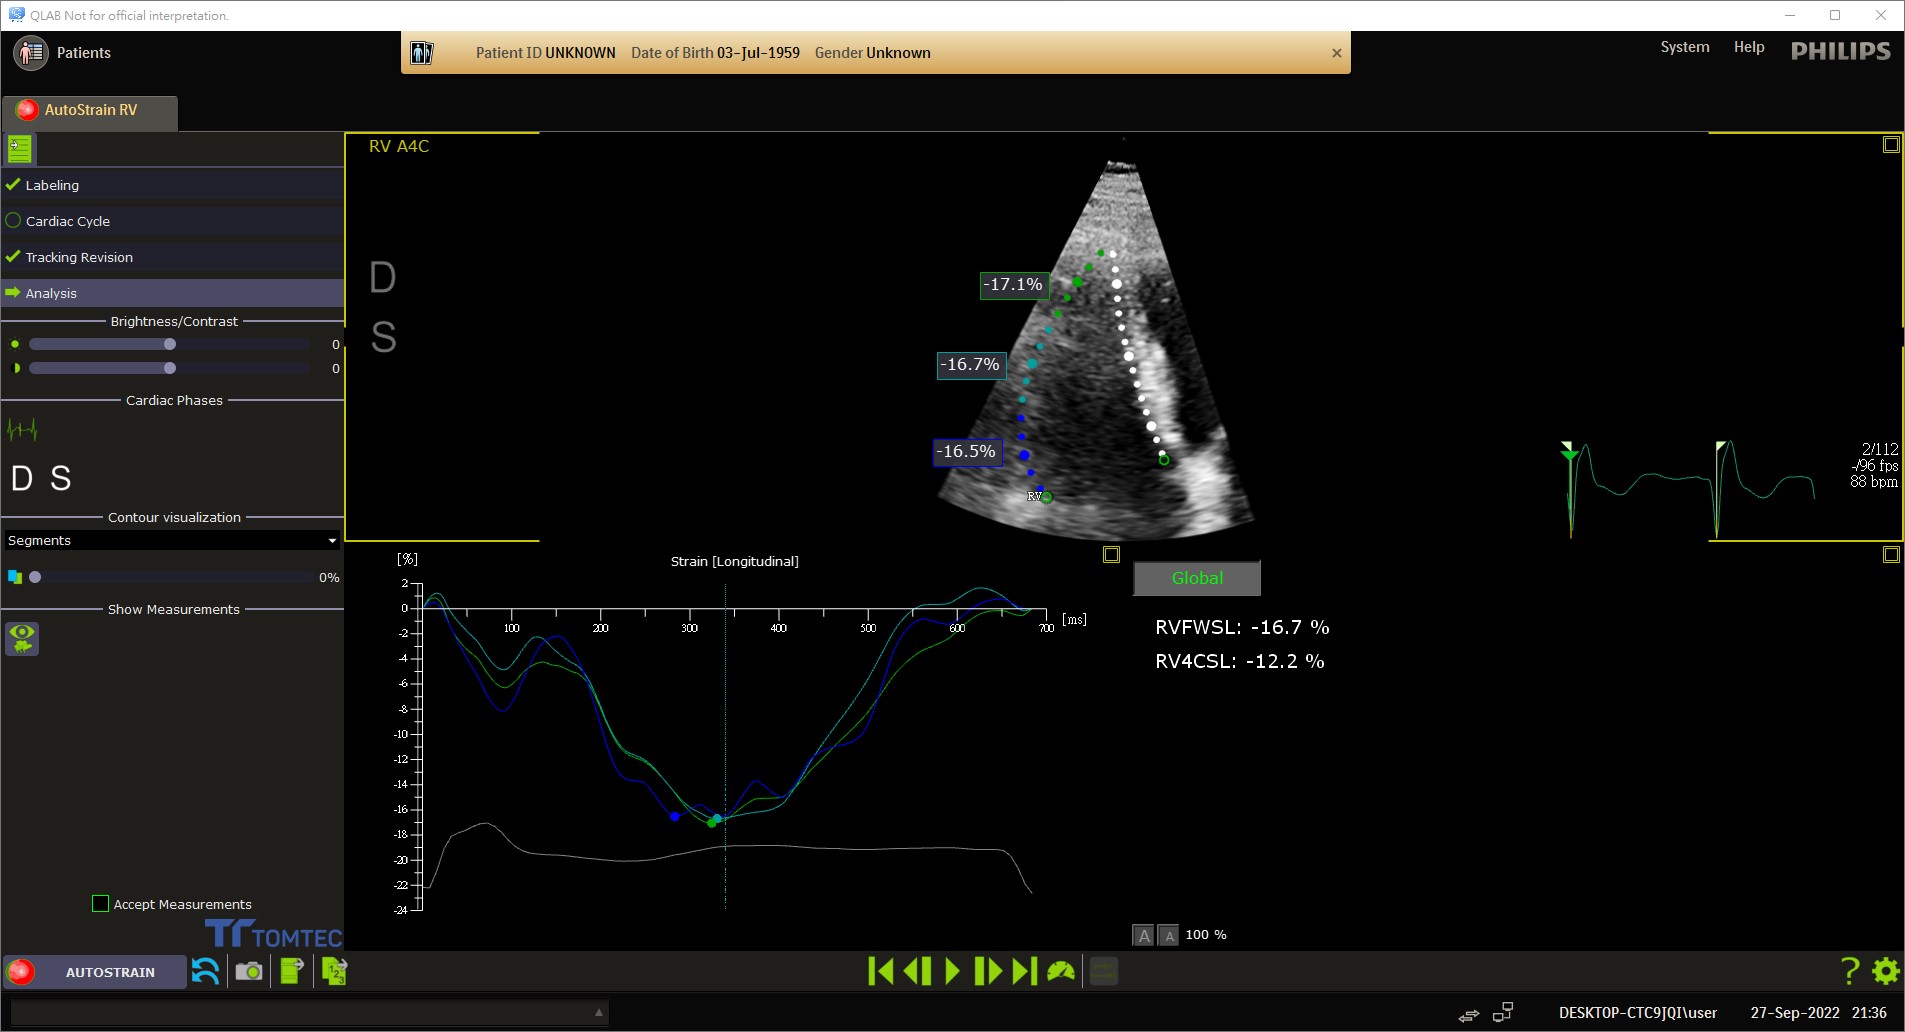 QLAB Not for official interpretation.
Patients
Patient ID UNKNOWN Date of Birth 03-Jul-1959 Gender Unknown
System Help PHILIPS
AutoStrain RV
Labeling
Cardiac Cycle
Tracking Revision
Analysis
Brightness/Contrast
0
0
Cardiac Phases
D S
Contour visualization
Segments
0%
Show Measurements
Accept Measurements
TOMTEC
RV A4C
D
S
-17.1%
-16.7%
-16.5%
RV
2/112
-/96 fps
88 bpm
[%]
Strain [Longitudinal]
2
0
-2
-4
-6
-8
-10
-12
-14
-16
-18
-20
-22
-24
100 200 300 400 500 600 700 [ms]
Global
RVFWSL: -16.7 %
RV4CSL: -12.2 %
A A 100 %
AUTOSTRAIN
1 2 3
?
DESKTOP-CTC9JQI\user 27-Sep-2022 21:36